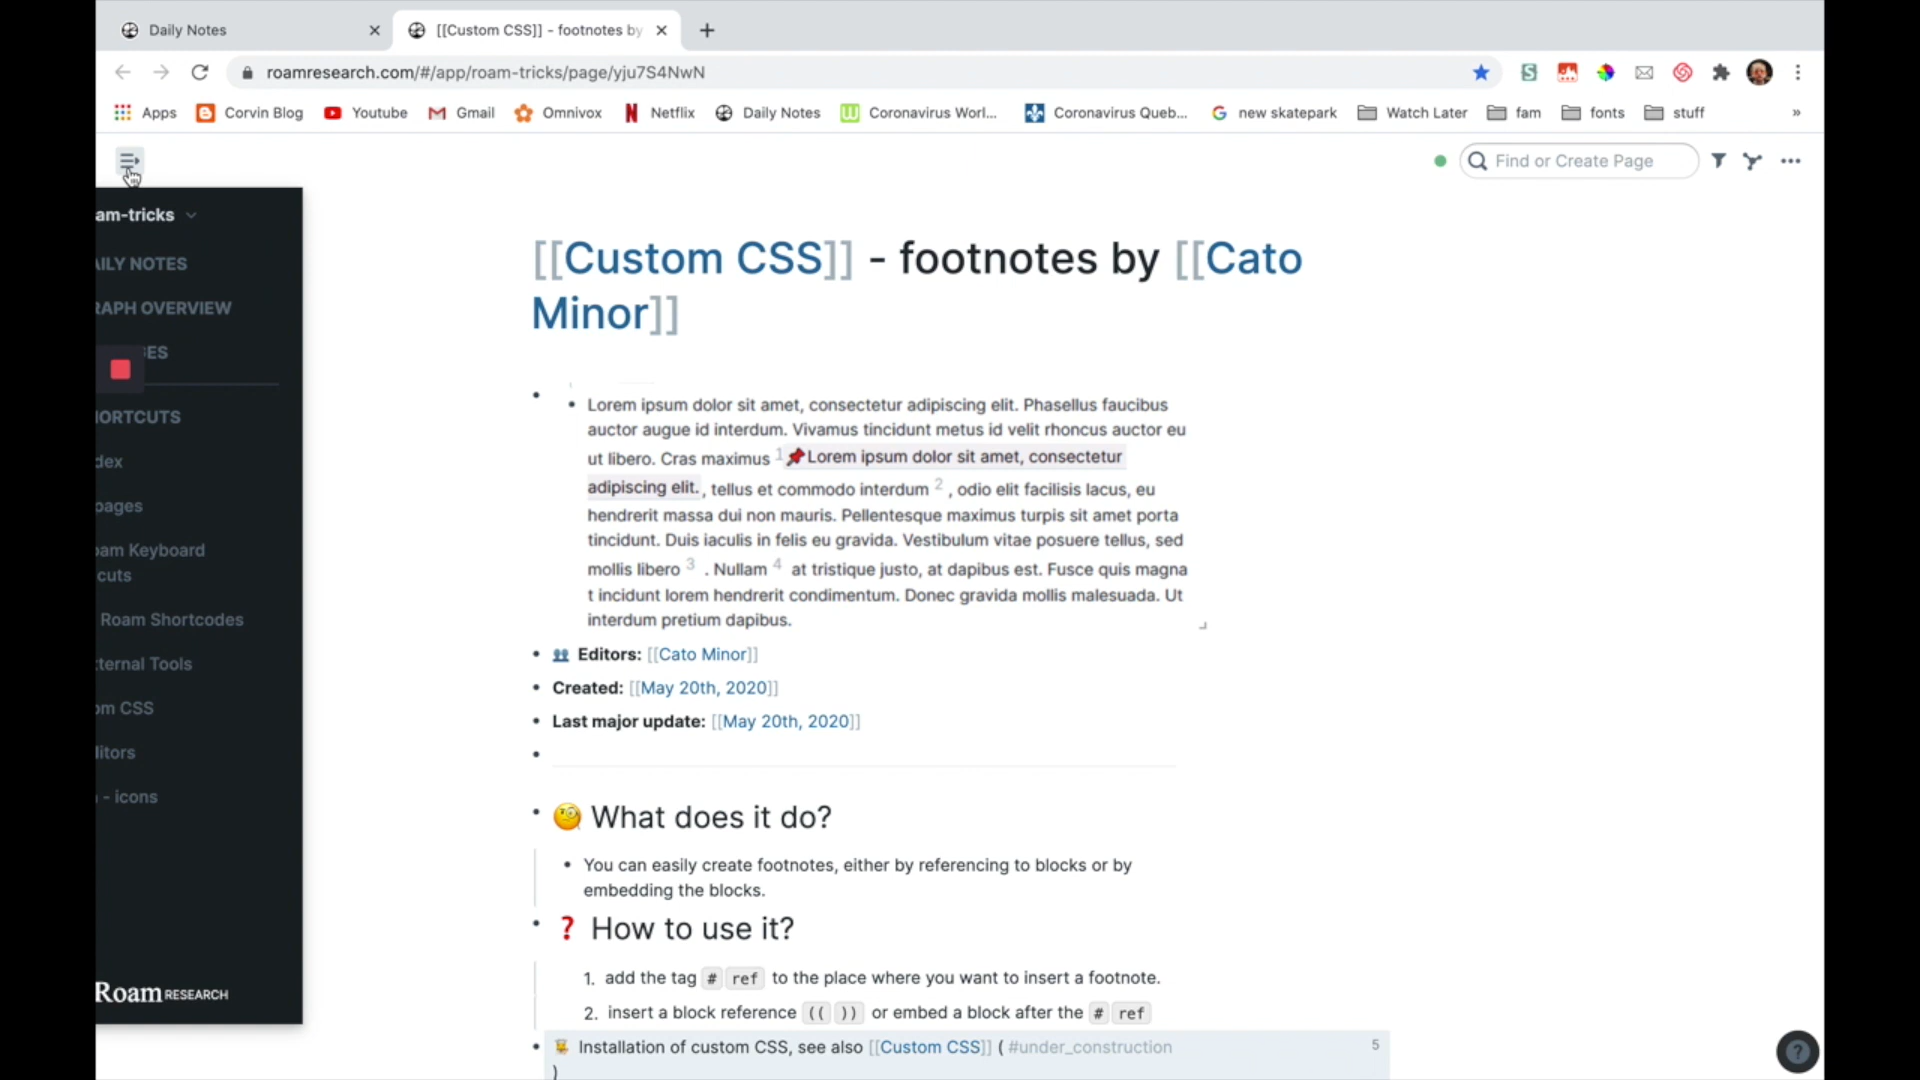 Daily Notes
[[Custom CSS]] - footnotes by
roamresearch.com/#/app/roam-tricks/page/yju7S4NwN
Apps
Corvin Blog
Youtube
Gmail
Omnivox
Netflix
Daily Notes
Coronavirus Worl...
Coronavirus Queb...
new skatepark
Watch Later
fam
fonts
stuff
»
Find or Create Page
am-tricks
AILY NOTES
RAPH OVERVIEW
GES
HORTCUTS
dex
pages
oam Keyboard
cuts
Roam Shortcodes
ternal Tools
om CSS
ditors
- icons
Roam RESEARCH
[[Custom CSS]] - footnotes by [[Cato
Minor]]
Lorem ipsum dolor sit amet, consectetur adipiscing elit. Phasellus faucibus
auctor augue id interdum. Vivamus tincidunt metus id velit rhoncus auctor eu
ut libero. Cras maximus 1 📌Lorem ipsum dolor sit amet, consectetur
adipiscing elit. , tellus et commodo interdum 2 , odio elit facilisis lacus, eu
hendrerit massa dui non mauris. Pellentesque maximus turpis sit amet porta
tincidunt. Duis iaculis in felis eu gravida. Vestibulum vitae posuere tellus, sed
mollis libero 3 . Nullam 4 at tristique justo, at dapibus est. Fusce quis magna
t incidunt lorem hendrerit condimentum. Donec gravida mollis malesuada. Ut
interdum pretium dapibus.
👥 Editors: [[Cato Minor]]
Created: [[May 20th, 2020]]
Last major update: [[May 20th, 2020]]
🧐 What does it do?
You can easily create footnotes, either by referencing to blocks or by
embedding the blocks.
❓ How to use it?
1. add the tag # ref to the place where you want to insert a footnote.
2. insert a block reference (( )) or embed a block after the # ref
Installation of custom CSS, see also [[Custom CSS]] ( #under_construction
)
5
?